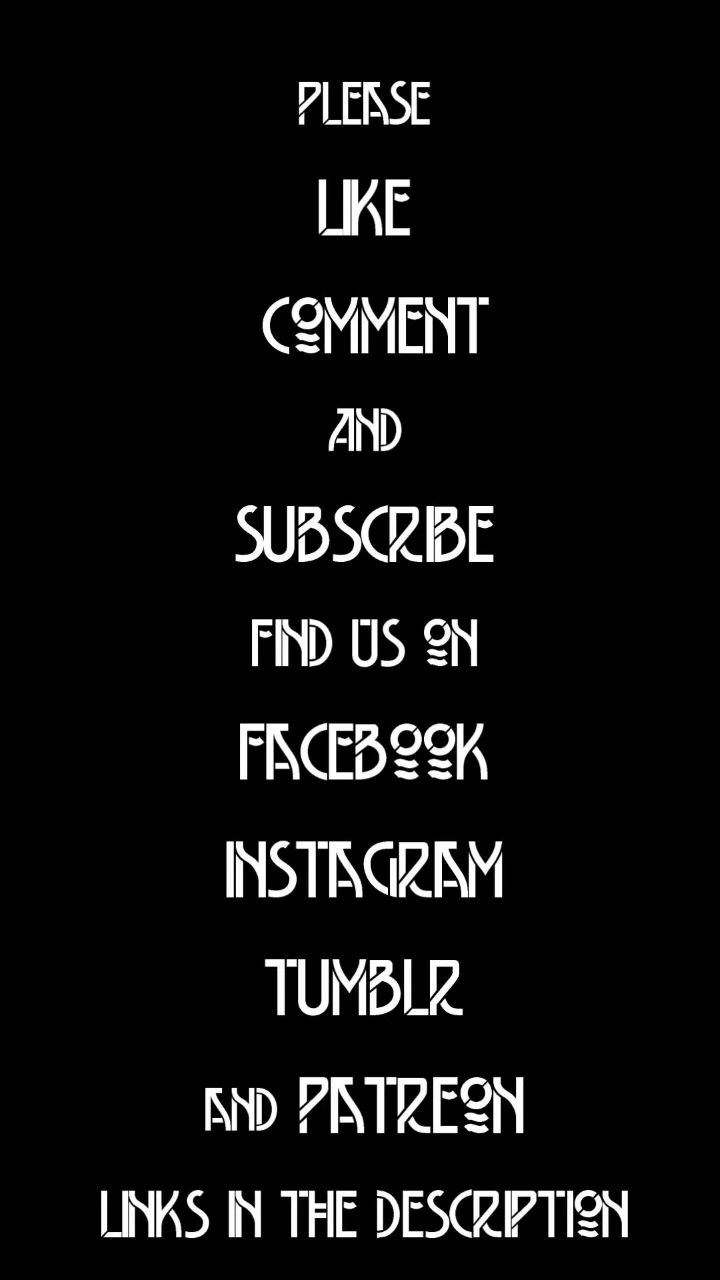 PLEASE
LIKE
COMMENT
AND
SUBSCRIBE
FIND US ON
FACEBOOK
INSTAGRAM
TUMBLR
AND PATREON
LINKS IN THE DESCRIPTION